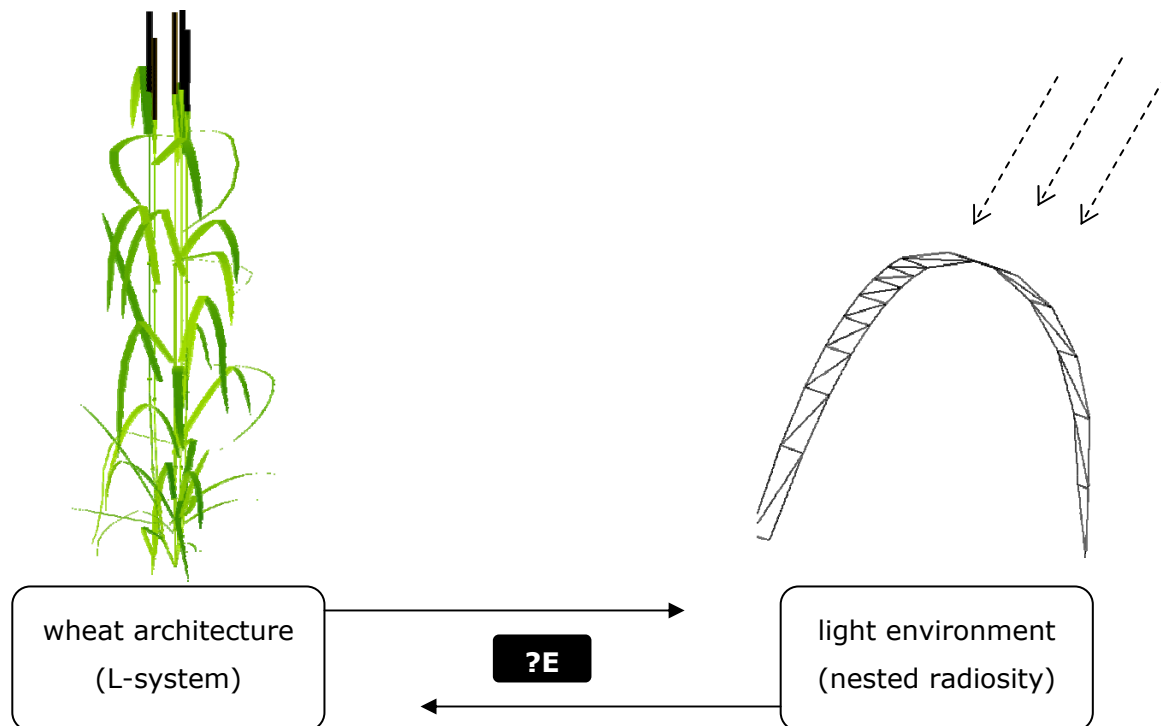 wheat architecture
(L-system)
?E
light environment
(nested radiosity)